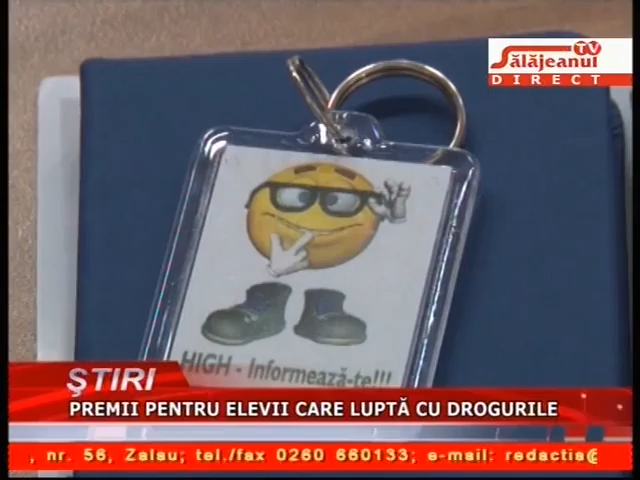 Sălăjeanul TV
DIRECT
HIGH - Informează-te!!!
ŞTIRI
PREMII PENTRU ELEVII CARE LUPTĂ CU DROGURILE
, nr. 56, Zalau; tel./fax 0260 660133; e-mail: redactia@